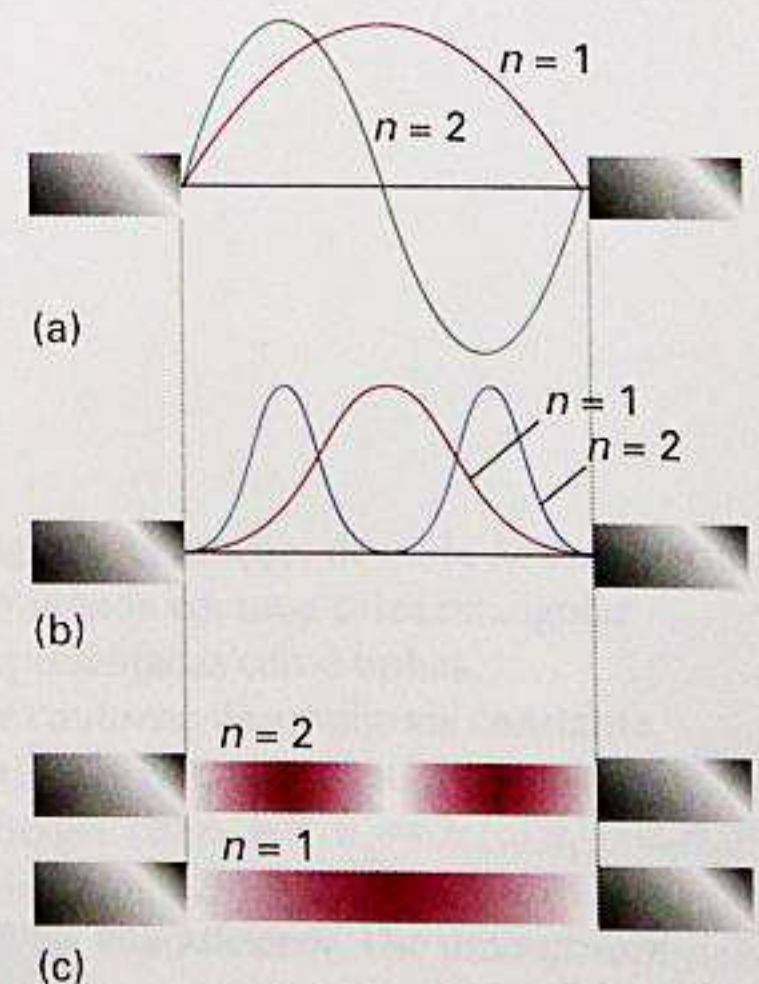 n = 1
n = 2
(a)
n = 1
n = 2
(b)
n = 2
n = 1
(c)